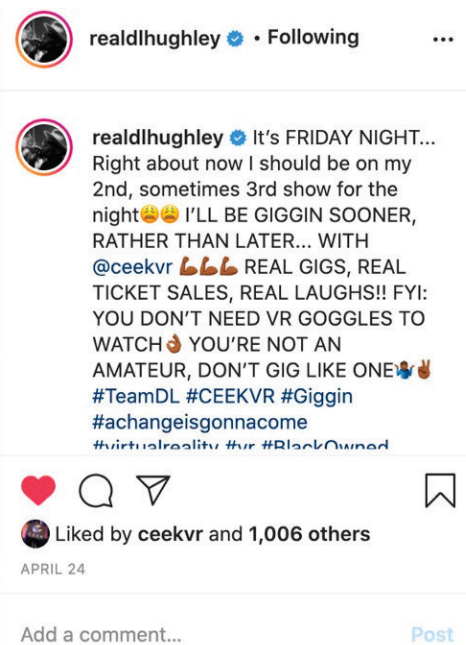 realdlhughley • Following
realdlhughley It's FRIDAY NIGHT...
Right about now I should be on my
2nd, sometimes 3rd show for the
night😩😩 I'LL BE GIGGIN SOONER,
RATHER THAN LATER... WITH
@ceekvr 💪🏾💪🏾💪🏾 REAL GIGS, REAL
TICKET SALES, REAL LAUGHS!! FYI:
YOU DON'T NEED VR GOGGLES TO
WATCH👌🏾 YOU'RE NOT AN
AMATEUR, DON'T GIG LIKE ONE🤷🏾‍♂️✌🏾
#TeamDL #CEEKVR #Giggin
#achangeisgonnacome
#virtualreality #vr #BlackOwned
Liked by ceekvr and 1,006 others
APRIL 24
Add a comment... Post